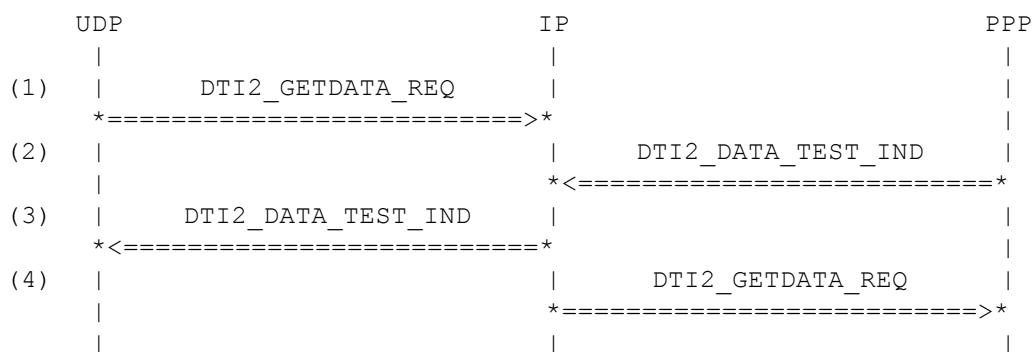 UDP IP PPP
(1) DTI2_GETDATA_REQ
(2) DTI2_DATA_TEST_IND
(3) DTI2_DATA_TEST_IND
(4) DTI2_GETDATA_REQ